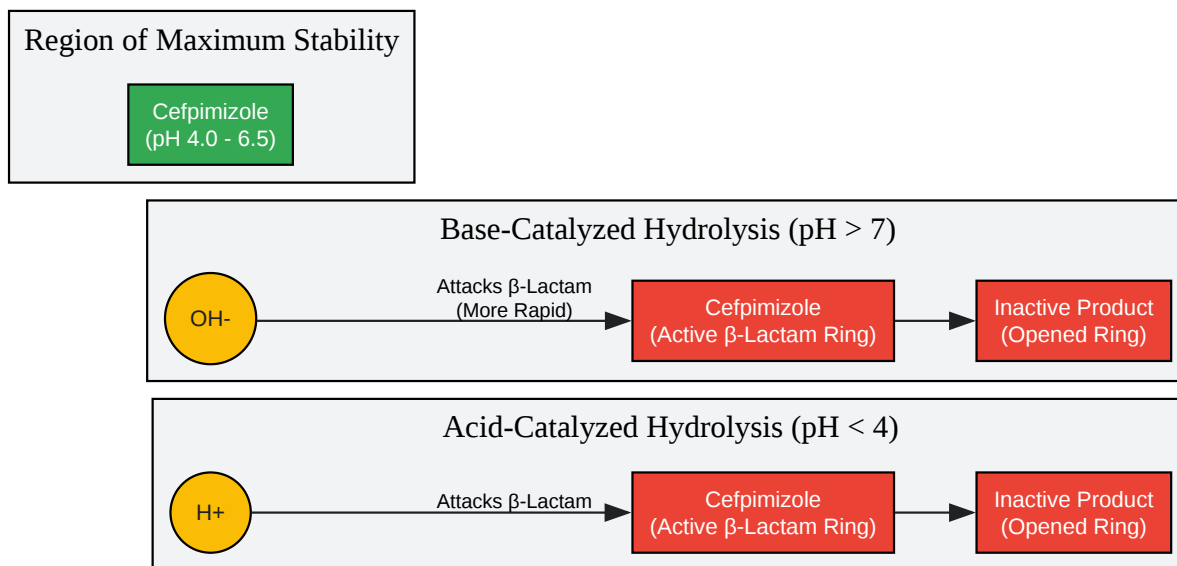 Region of Maximum Stability
Cefpimizole
(pH 4.0 - 6.5)
Base-Catalyzed Hydrolysis (pH > 7)
OH-
Attacks β-Lactam
(More Rapid)
Cefpimizole
(Active β-Lactam Ring)
Inactive Product
(Opened Ring)
Acid-Catalyzed Hydrolysis (pH < 4)
H+
Attacks β-Lactam
Cefpimizole
(Active β-Lactam Ring)
Inactive Product
(Opened Ring)